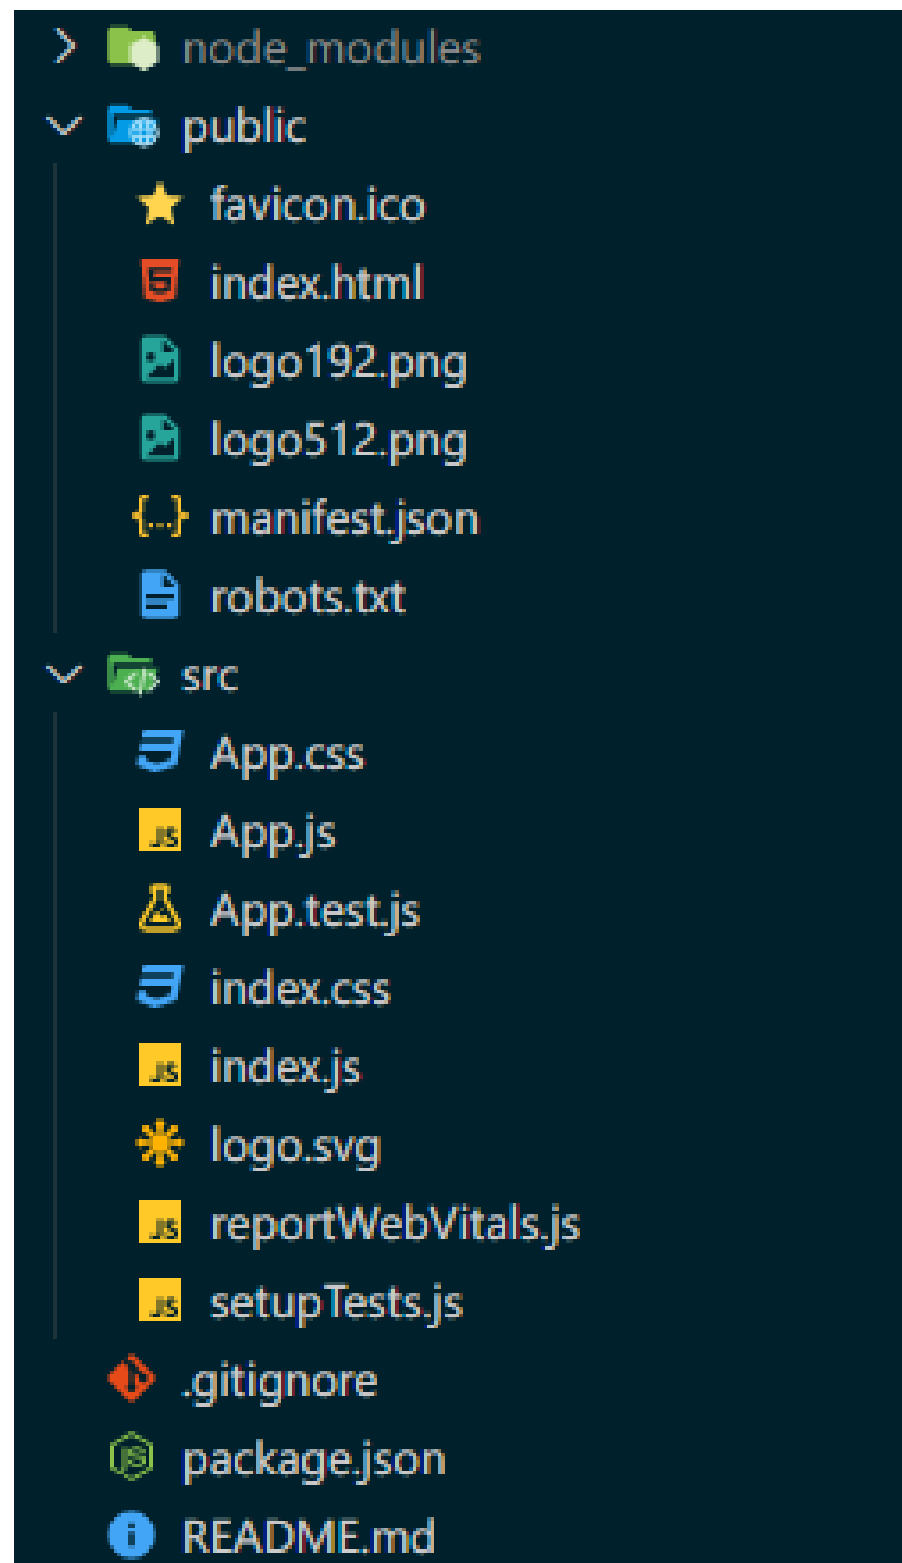 node_modules
public
favicon.ico
index.html
logo192.png
logo512.png
manifest.json
robots.txt
src
App.css
App.js
App.test.js
index.css
index.js
logo.svg
reportWebVitals.js
setupTests.js
.gitignore
package.json
README.md